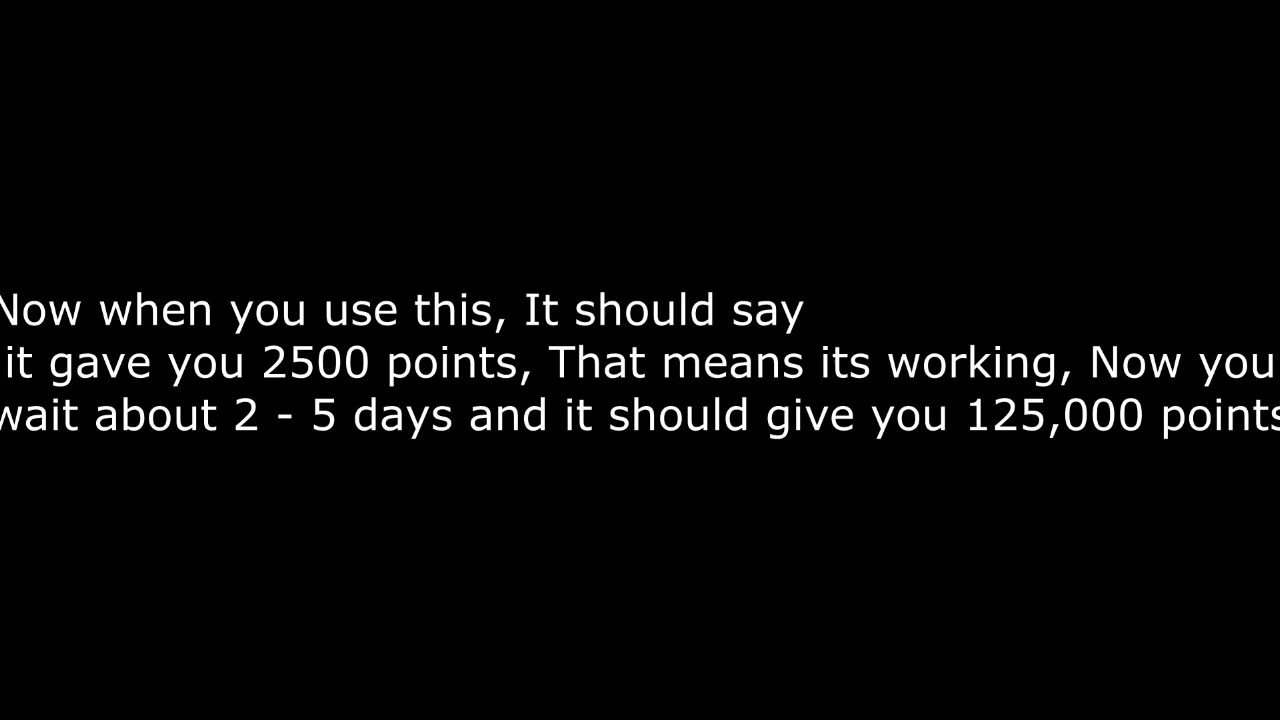 Now when you use this, It should say
it gave you 2500 points, That means its working, Now you
wait about 2 - 5 days and it should give you 125,000 points